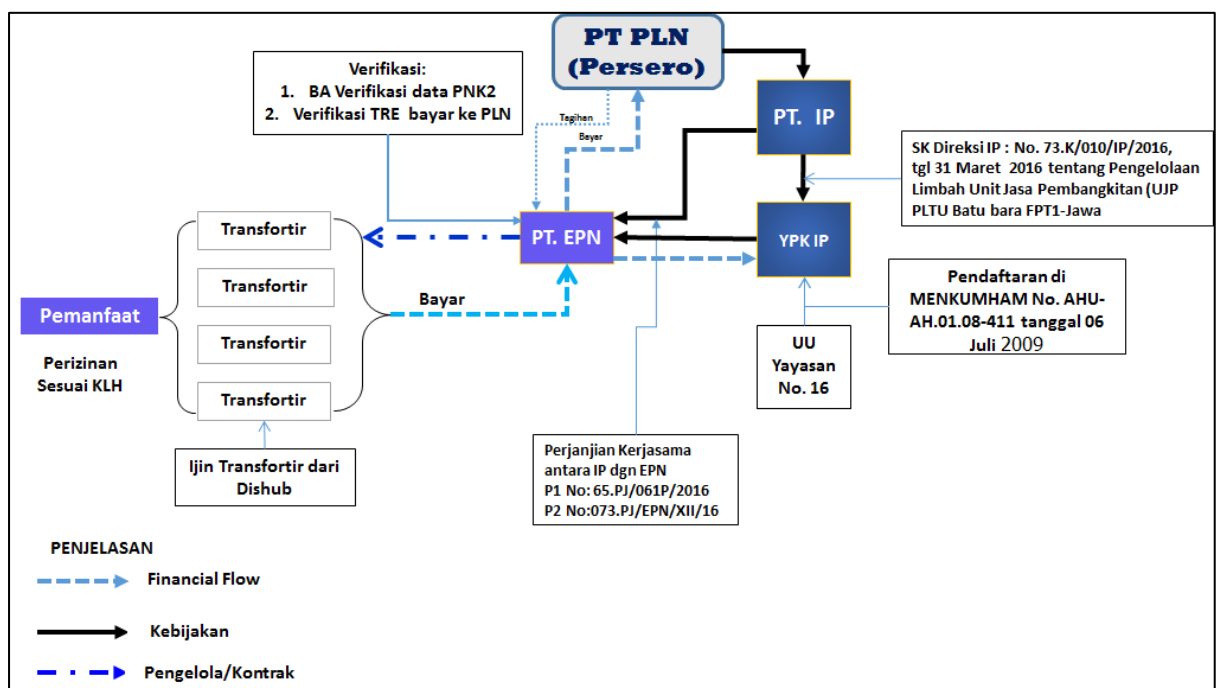 PT PLN
(Persero)
Verifikasi:
1. BA Verifikasi data PNK2
2. Verifikasi TRE bayar ke PLN
Tagihan
Bayar
PT. IP
SK Direksi IP : No. 73.K/010/IP/2016,
tgl 31 Maret 2016 tentang Pengelolaan
Limbah Unit Jasa Pembangkitan (UJP
PLTU Batu bara FPT1-Jawa
Transfortir
Transfortir
Transfortir
Transfortir
PT. EPN
YPK IP
Pemanfaat
Perizinan
Sesuai KLH
Bayar
Pendaftaran di
MENKUMHAM No. AHU-
AH.01.08-411 tanggal 06
Juli 2009
UU
Yayasan
No. 16
Ijin Transfortir dari
Dishub
Perjanjian Kerjasama
antara IP dgn EPN
P1 No: 65.PJ/061P/2016
P2 No:073.PJ/EPN/XII/16
PENJELASAN
Financial Flow
Kebijakan
Pengelola/Kontrak